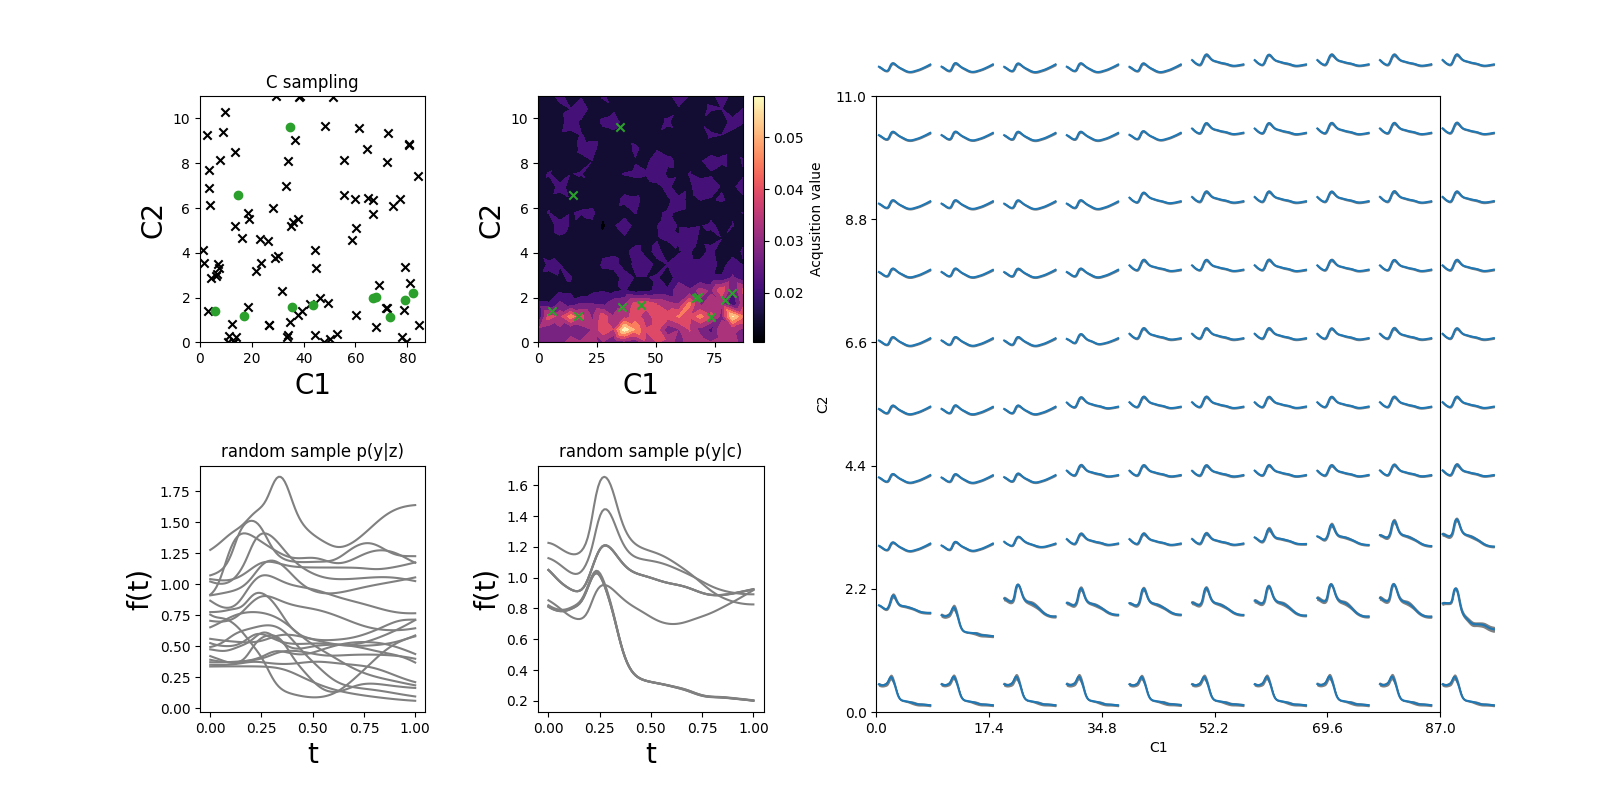 C sampling
C2
10
8
6
4
2
0
0 20 40 60 80
C1
C2
10
8
6
4
2
0
0 25 50 75
C1
0.05
0.04
0.03
0.02
Acqusition value
random sample p(y|z)
f(t)
1.75
1.50
1.25
1.00
0.75
0.50
0.25
0.00
0.00 0.25 0.50 0.75 1.00
t
random sample p(y|c)
f(t)
1.6
1.4
1.2
1.0
0.8
0.6
0.4
0.2
0.00 0.25 0.50 0.75 1.00
t
11.0
8.8
6.6
4.4
2.2
0.0
C2
0.0 17.4 34.8 52.2 69.6 87.0
C1